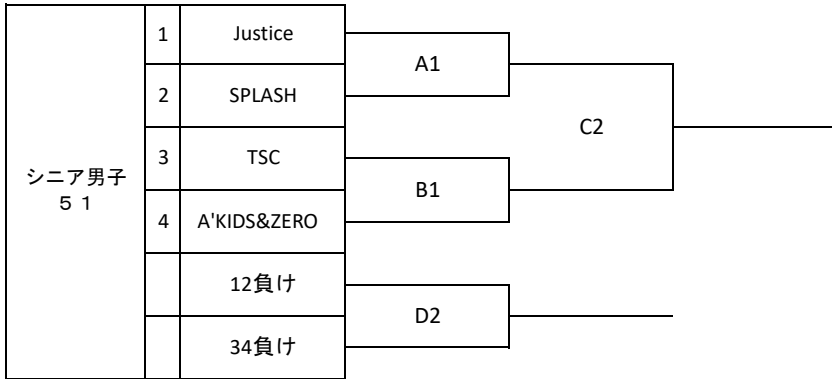 シニア男子
５１
1 Justice
2 SPLASH
3 TSC
4 A'KIDS&ZERO
12負け
34負け
A1
B1
C2
D2